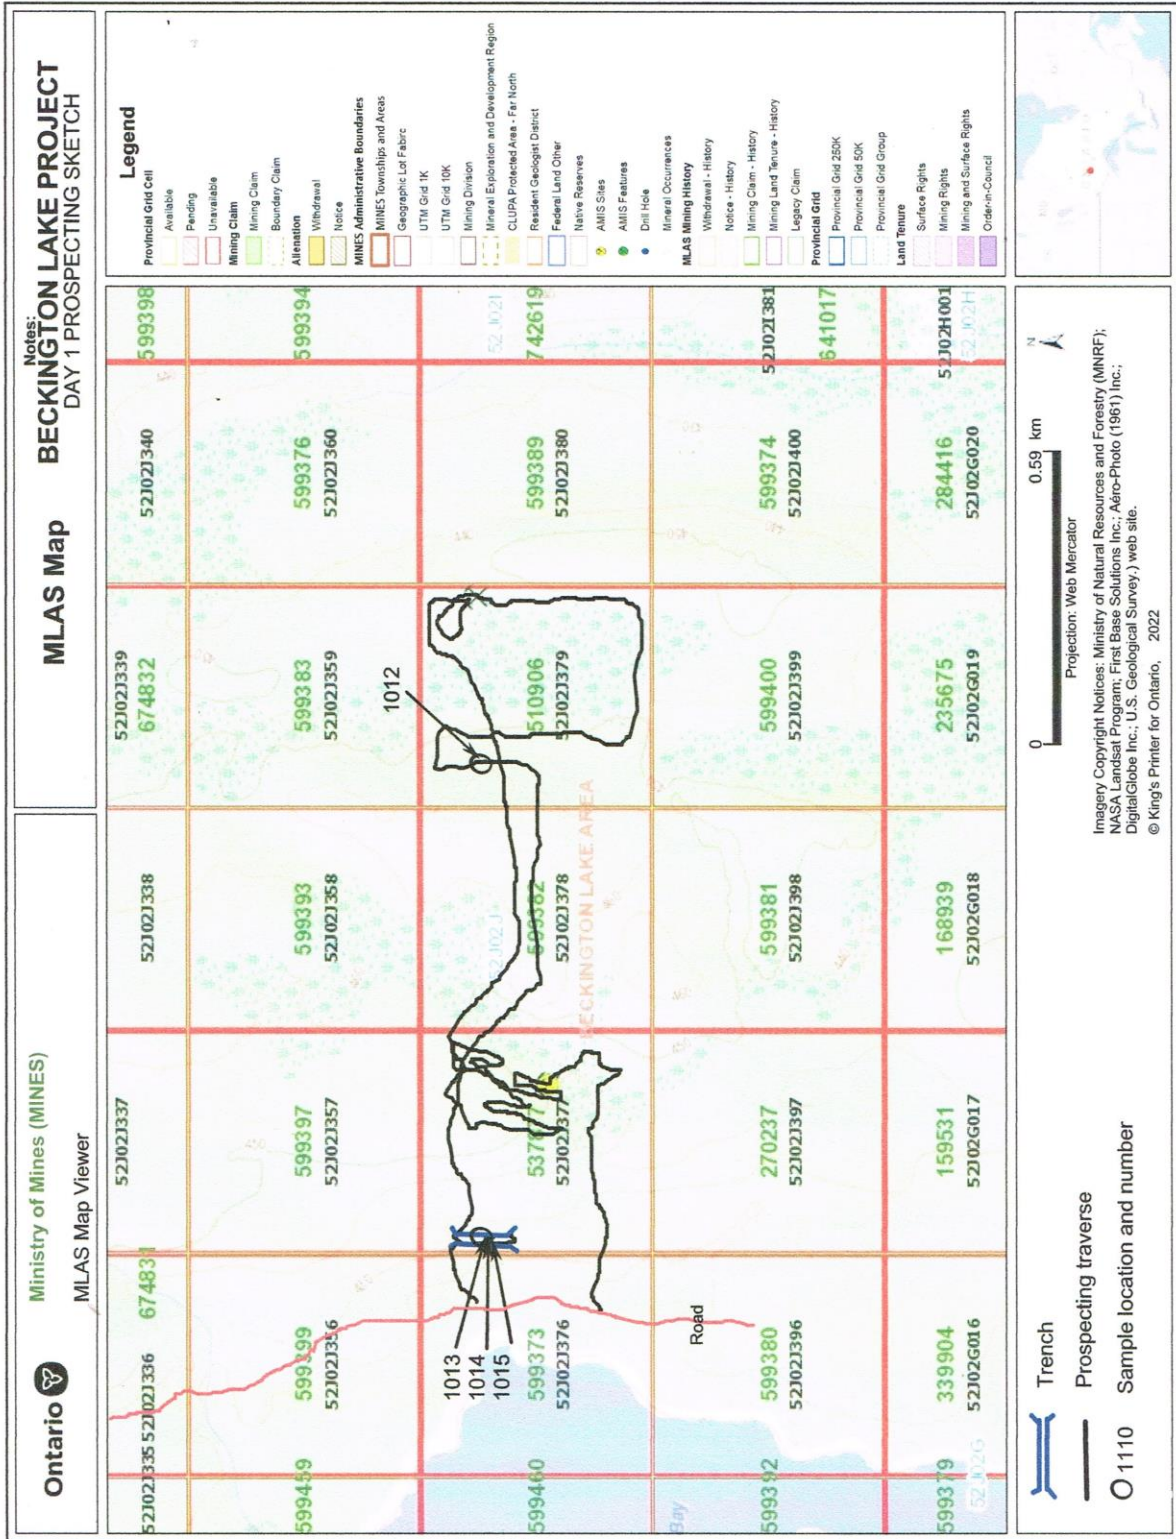 Ontario
Ministry of Mines (MINES)
MLAS Map Viewer
MLAS Map
Notes:
BECKINGTON LAKE PROJECT
DAY 1 PROSPECTING SKETCH
52J02J335
52J02J336
674831
52J02J337
52J02J338
52J02J339
674832
52J02J340
599398
599459
599399
52J02J356
599397
52J02J357
599393
52J02J358
599383
52J02J359
599376
52J02J360
599394
1012
1013
1014
1015
52J02J
52J02I
599460
599373
52J02J376
52J02J377
52J02J378
510906
52J02J379
599389
52J02J380
742619
BECKINGTON LAKE AREA
Road
Bay
599392
599380
52J02J396
270237
52J02J397
599381
52J02J398
599400
52J02J399
599374
52J02J400
52J02I381
641017
599379
52J02G
339904
52J02G016
159531
52J02G017
168939
52J02G018
235675
52J02G019
284416
52J02G020
52J02H001
52J02H
Legend
Provincial Grid Cell
Available
Pending
Unavailable
Mining Claim
Mining Claim
Boundary Claim
Alienation
Withdrawal
Notice
MINES Administrative Boundaries
MINES Townships and Areas
Geographic Lot Fabirc
UTM Grid 1K
UTM Grid 10K
Mining Division
Mineral Exploration and Development Region
CLUPA Protected Area - Far North
Resident Geologist District
Federal Land Other
Native Reserves
AMIS Sites
AMIS Features
Drill Hole
Mineral Occurrences
MLAS Mining History
Withdrawal - History
Notice - History
Mining Claim - History
Mining Land Tenure - History
Legacy Claim
Provincial Grid
Provincial Grid 250K
Provincial Grid 50K
Provincial Grid Group
Land Tenure
Surface Rights
Mining Rights
Mining and Surface Rights
Order-in-Council
Trench
Prospecting traverse
1110 Sample location and number
0 0.59 km
N
Projection: Web Mercator
Imagery Copyright Notices: Ministry of Natural Resources and Forestry (MNRF);
NASA Landsat Program; First Base Solutions Inc.; Aéro-Photo (1961) Inc.;
DigitalGlobe Inc.; U.S. Geological Survey.) web site.
© King's Printer for Ontario, 2022